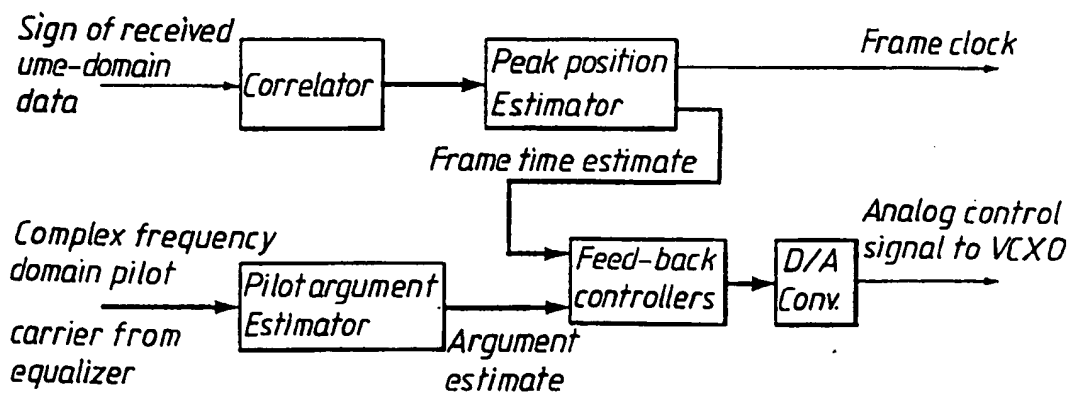 Sign of received
ume-domain
data
Correlator
Peak position
Estimator
Frame clock
Frame time estimate
Complex frequency
domain pilot
carrier from
equalizer
Pilot argument
Estimator
Argument
estimate
Feed-back
controllers
D/A
Conv.
Analog control
signal to VCXO